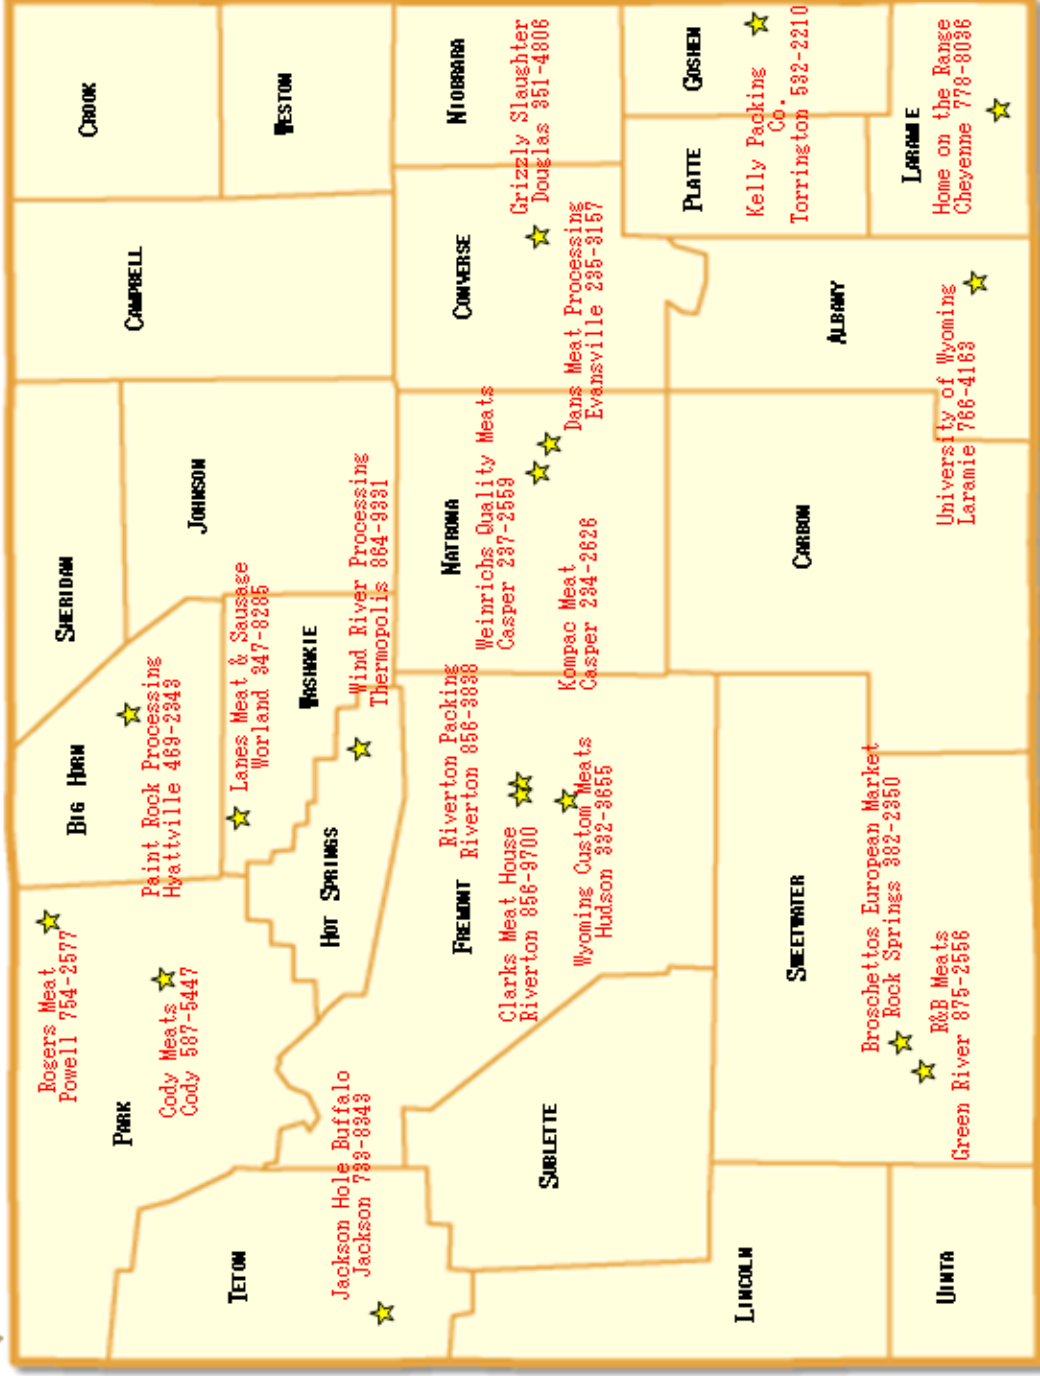 Rogers Meat
Powell 754-2577
Cody Meats
Cody 587-5447
PARK
BIG HORN
Paint Rock Processing
Hyattville 469-2343
SHERIDAN
JOHNSON
CAMPBELL
CROOK
WESTON
TETON
Jackson Hole Buffalo
Jackson 733-8343
HOT SPRINGS
Lanes Meat & Sausage
Worland 347-8285
WASHAKIE
Wind River Processing
Thermopolis 864-9331
FREMONT
Riverton Packing
Riverton 856-3838
Clarks Meat House
Riverton 856-9700
Wyoming Custom Meats
Hudson 332-3655
NATRONA
Weinrichs Quality Meats
Casper 237-2559
Kompac Meat
Casper 234-2626
CONVERSE
Dans Meat Processing
Evansville 235-3157
NIOBRARA
Grizzly Slaughter
Douglas 351-4806
SUBLETTE
LINCOLN
UINTA
SWEETWATER
Broschettos European Market
Rock Springs 382-2350
R&B Meats
Green River 875-2556
CARBON
ALBANY
University of Wyoming
Laramie 766-4163
PLATTE
GOSHEN
Kelly Packing
Co.
Torrington 532-2210
LARAMIE
Home on the Range
Cheyenne 778-8036